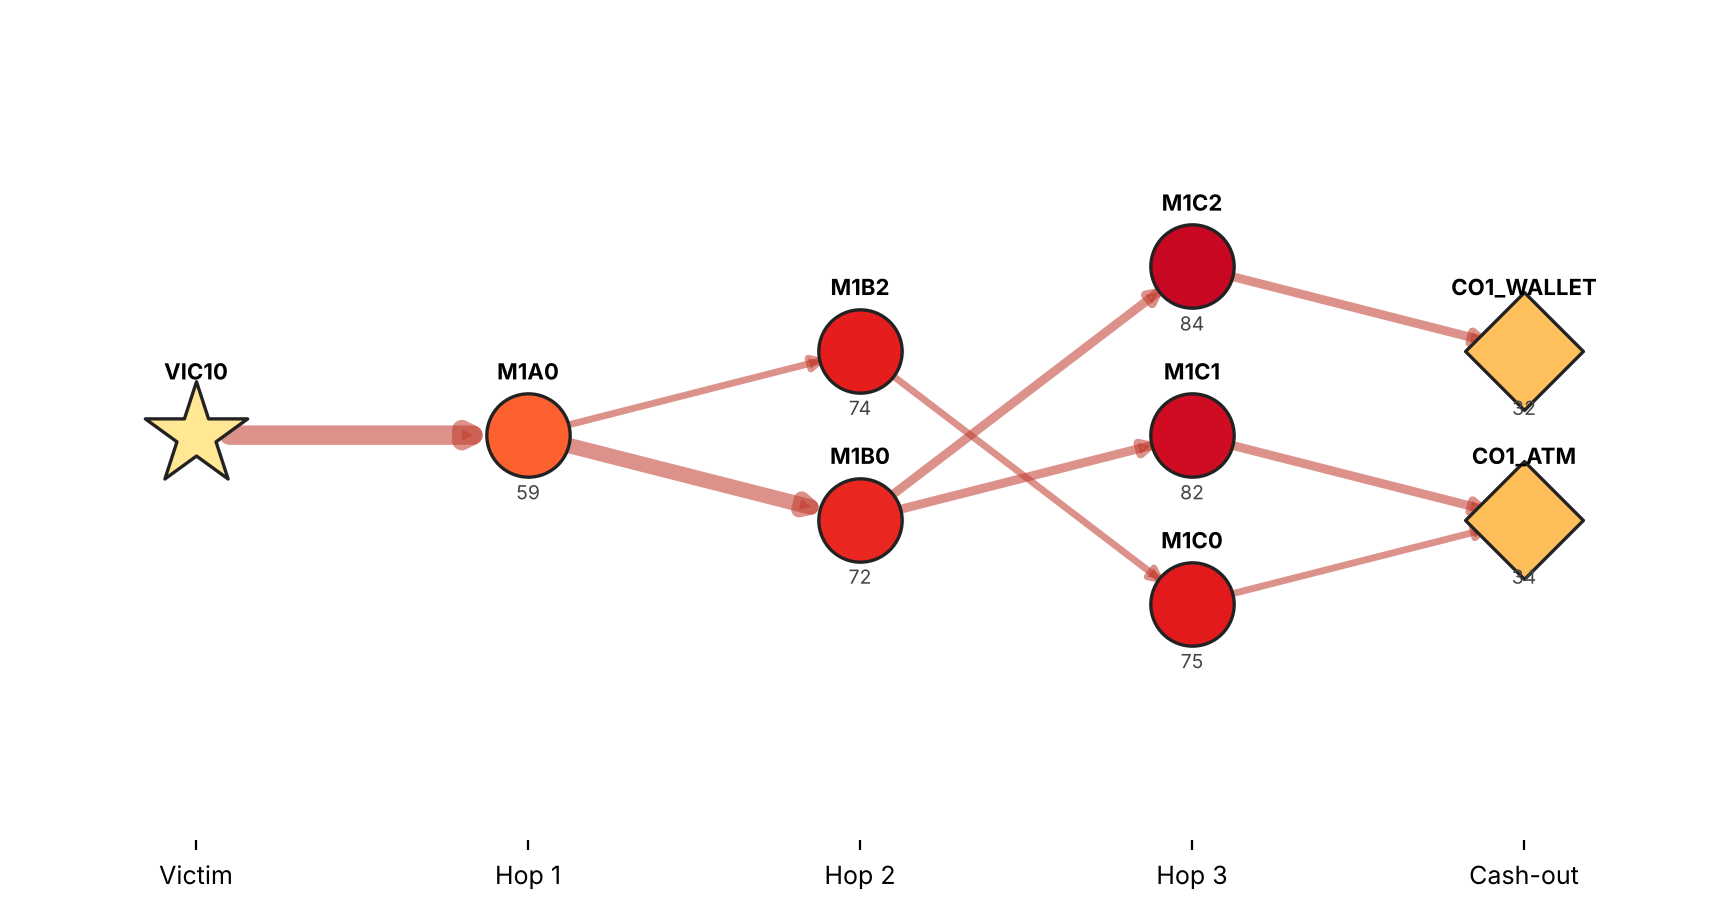 M1C2
84
M1B2
74
CO1_WALLET
32
VIC10
M1A0
59
M1C1
82
M1B0
72
CO1_ATM
34
M1C0
75
Victim
Hop 1
Hop 2
Hop 3
Cash-out